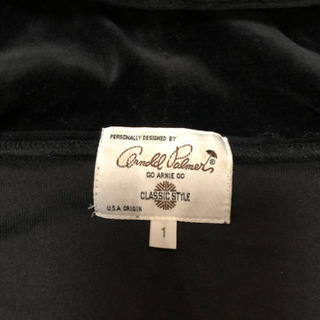 PERSONALLY DESIGNED BY
Arnold Palmer®
GO ARNIE GO
CLASSIC STYLE
U.S.A. ORIGIN
1